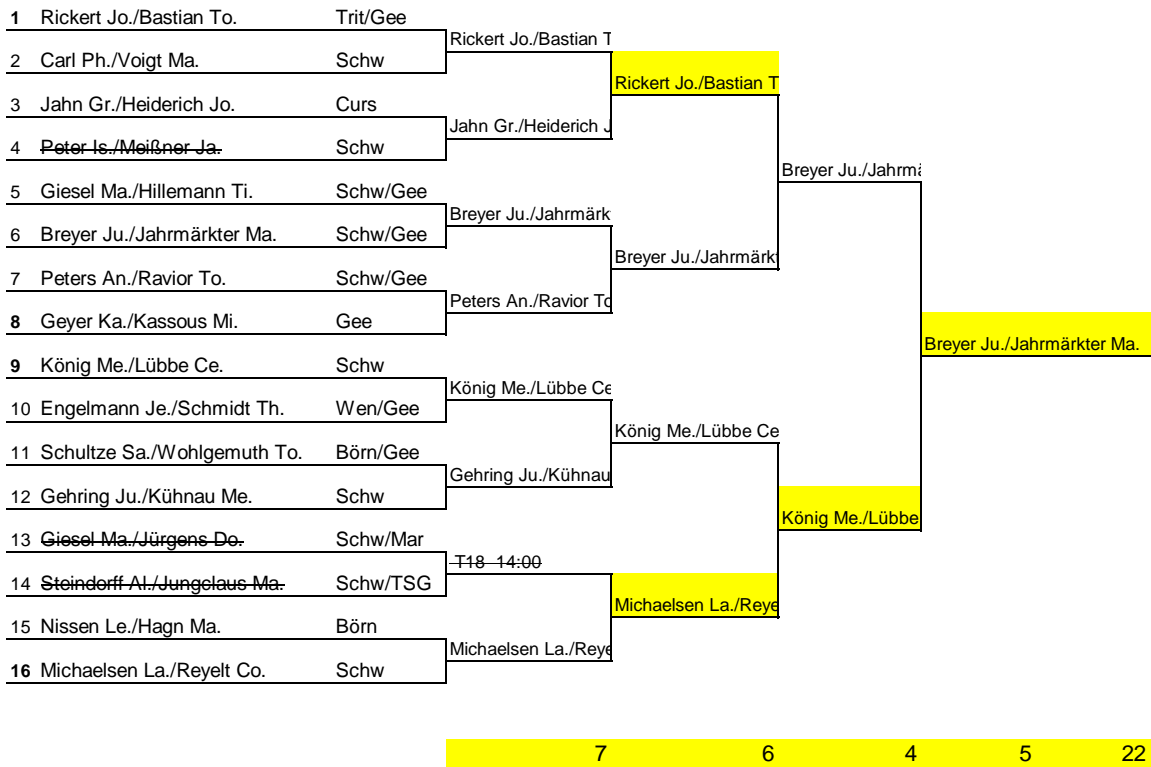 1 Rickert Jo./Bastian To. Trit/Gee
Rickert Jo./Bastian T
2 Carl Ph./Voigt Ma. Schw
Rickert Jo./Bastian T
3 Jahn Gr./Heiderich Jo. Curs
Jahn Gr./Heiderich J
4 Peter Is./Meißner Ja. Schw
Breyer Ju./Jahrmä
5 Giesel Ma./Hillemann Ti. Schw/Gee
Breyer Ju./Jahrmärk
6 Breyer Ju./Jahrmärkter Ma. Schw/Gee
Breyer Ju./Jahrmärkt
7 Peters An./Ravior To. Schw/Gee
Peters An./Ravior To
8 Geyer Ka./Kassous Mi. Gee
Breyer Ju./Jahrmärkter Ma.
9 König Me./Lübbe Ce. Schw
König Me./Lübbe Ce
10 Engelmann Je./Schmidt Th. Wen/Gee
König Me./Lübbe Ce
11 Schultze Sa./Wohlgemuth To. Börn/Gee
Gehring Ju./Kühnau
12 Gehring Ju./Kühnau Me. Schw
König Me./Lübbe
13 Giesel Ma./Jürgens Do. Schw/Mar
T18 14:00
14 Steindorff Al./Jungclaus Ma. Schw/TSG
Michaelsen La./Reye
15 Nissen Le./Hagn Ma. Börn
Michaelsen La./Reye
16 Michaelsen La./Reyelt Co. Schw
7 6 4 5 22